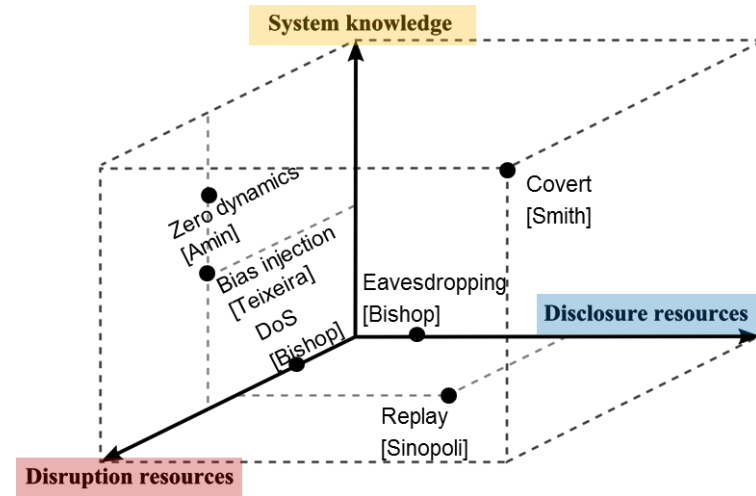 System knowledge
Zero dynamics
[Amin]
Covert
[Smith]
Bias injection
[Teixeira]
Eavesdropping
[Bishop]
DoS
[Bishop]
Disclosure resources
Replay
[Sinopoli]
Disruption resources